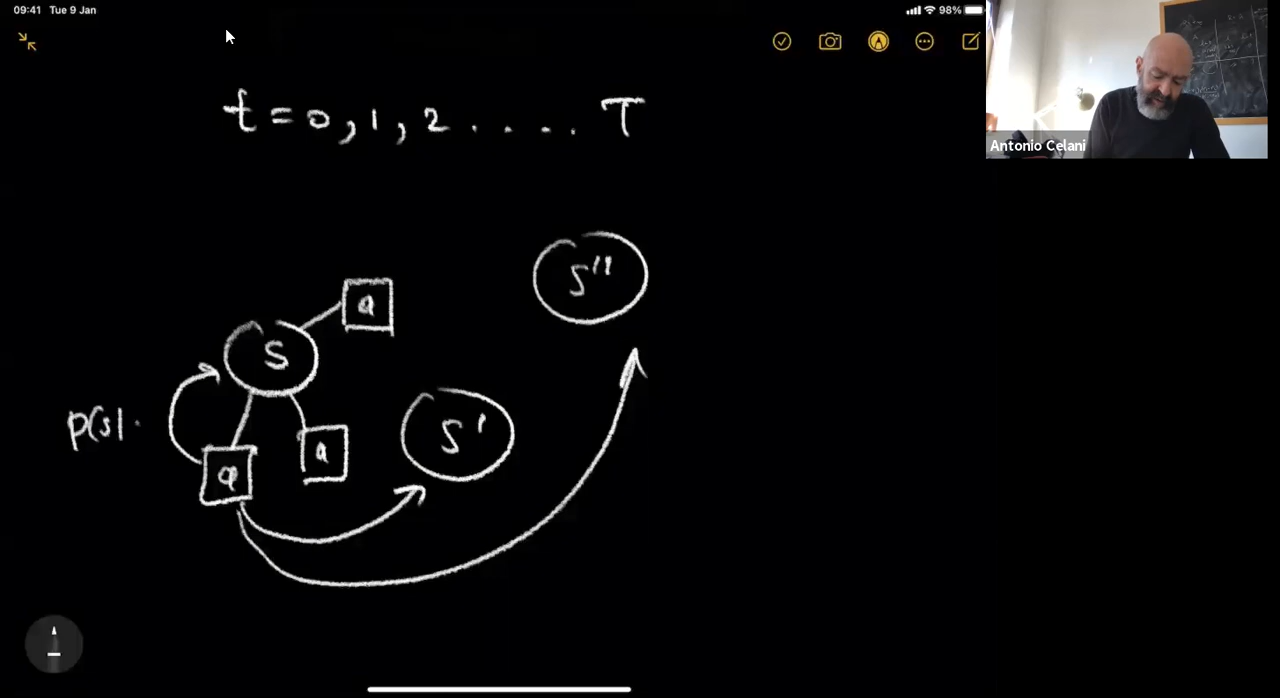 09:41 Tue 9 Jan
98%
Antonio Celani
t = 0, 1, 2 . . . . . T
s''
a
s
p(s|·
s'
a
a